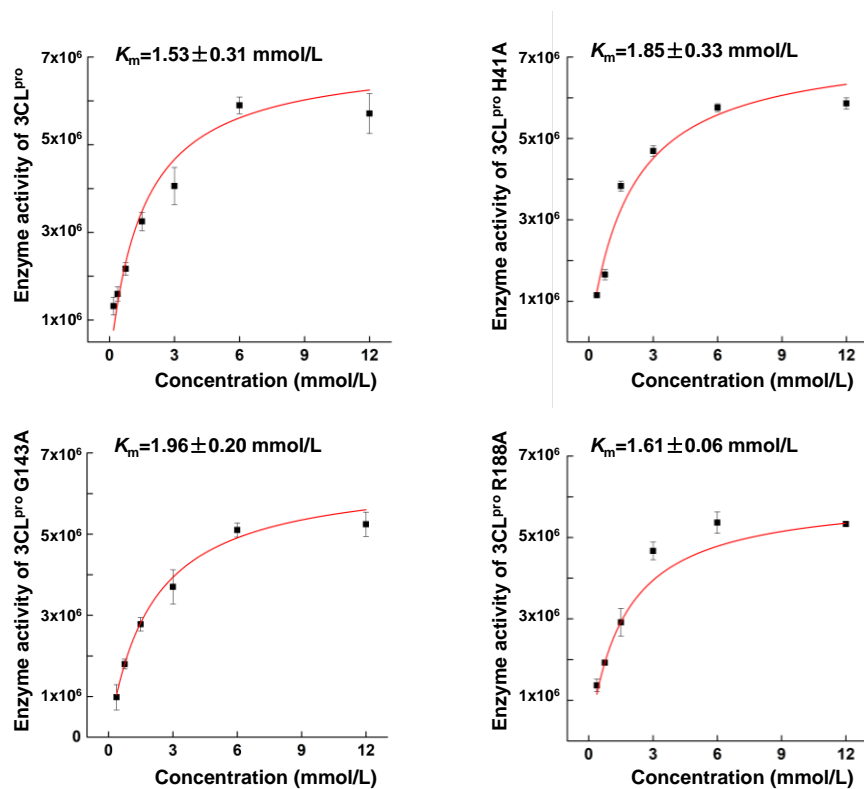 Kₘ=1.53±0.31 mmol/L
Enzyme activity of 3CLᵖʳᵒ
7x10⁶
5x10⁶
3x10⁶
1x10⁶
0 3 6 9 12
Concentration (mmol/L)
Kₘ=1.85±0.33 mmol/L
Enzyme activity of 3CLᵖʳᵒ H41A
7x10⁶
5x10⁶
3x10⁶
1x10⁶
0 3 6 9 12
Concentration (mmol/L)
Kₘ=1.96±0.20 mmol/L
Enzyme activity of 3CLᵖʳᵒ G143A
7x10⁶
5x10⁶
3x10⁶
1x10⁶
0
0 3 6 9 12
Concentration (mmol/L)
Kₘ=1.61±0.06 mmol/L
Enzyme activity of 3CLᵖʳᵒ R188A
7x10⁶
5x10⁶
3x10⁶
1x10⁶
0 3 6 9 12
Concentration (mmol/L)